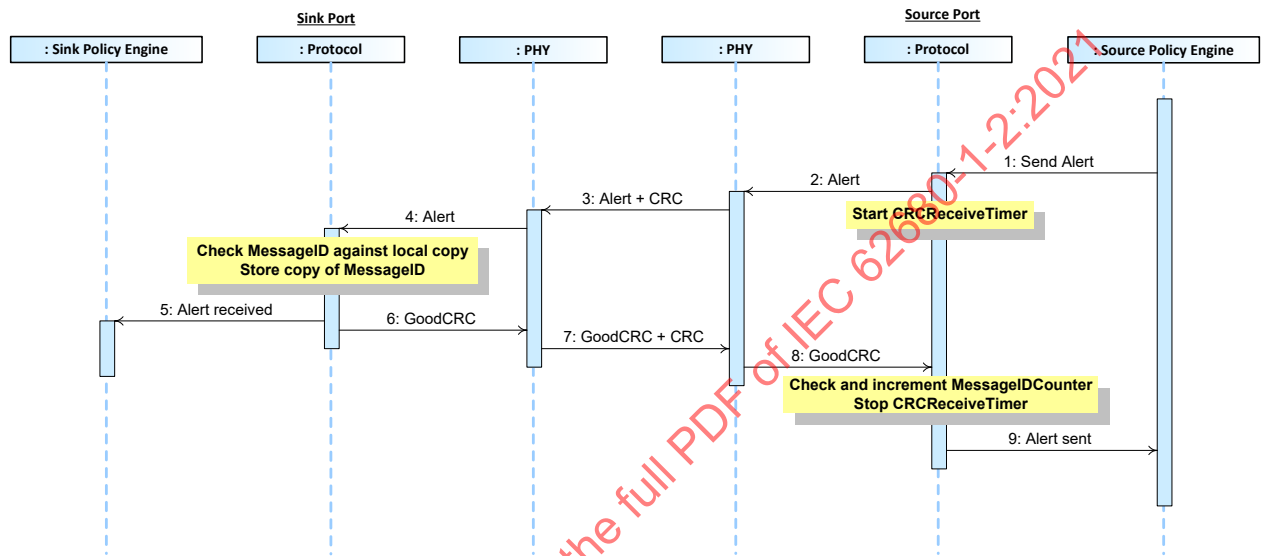 Sink Port
Source Port
: Sink Policy Engine
: Protocol
: PHY
: PHY
: Protocol
: Source Policy Engine
1: Send Alert
2: Alert
3: Alert + CRC
Start CRCReceiveTimer
4: Alert
Check MessageID against local copy
Store copy of MessageID
5: Alert received
6: GoodCRC
7: GoodCRC + CRC
8: GoodCRC
Check and increment MessageIDCounter
Stop CRCReceiveTimer
9: Alert sent
the full PDF of IEC 62680-1-2:2021